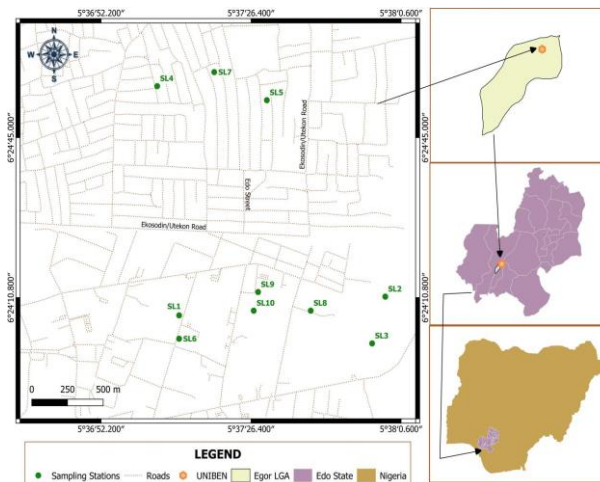 5°36'52.200" 5°37'26.400" 5°38'0.600"
N
W E
S
SL7
SL4
SL5
6°24'45.000" 6°24'45.000"
Ekosodin/Utekon Road
Edo Street
Ekosodin/Utekon Road
SL9
SL2
SL1 SL10 SL8
6°24'10.800" 6°24'10.800"
SL6
SL3
0 250 500 m
5°36'52.200" 5°37'26.400" 5°38'0.600"
LEGEND
Sampling Stations Roads UNIBEN Egor LGA Edo State Nigeria